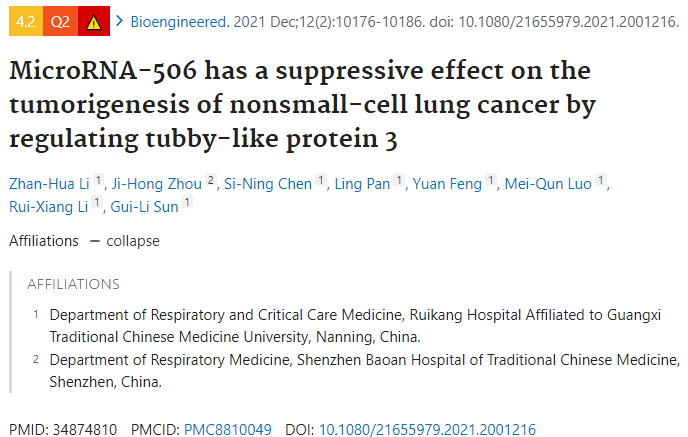 4.2 Q2 Bioengineered. 2021 Dec;12(2):10176-10186. doi: 10.1080/21655979.2021.2001216.
MicroRNA-506 has a suppressive effect on the
tumorigenesis of nonsmall-cell lung cancer by
regulating tubby-like protein 3
Zhan-Hua Li 1, Ji-Hong Zhou 2, Si-Ning Chen 1, Ling Pan 1, Yuan Feng 1, Mei-Qun Luo 1,
Rui-Xiang Li 1, Gui-Li Sun 1
Affiliations — collapse
AFFILIATIONS
1 Department of Respiratory and Critical Care Medicine, Ruikang Hospital Affiliated to Guangxi
Traditional Chinese Medicine University, Nanning, China.
2 Department of Respiratory Medicine, Shenzhen Baoan Hospital of Traditional Chinese Medicine,
Shenzhen, China.
PMID: 34874810 PMCID: PMC8810049 DOI: 10.1080/21655979.2021.2001216